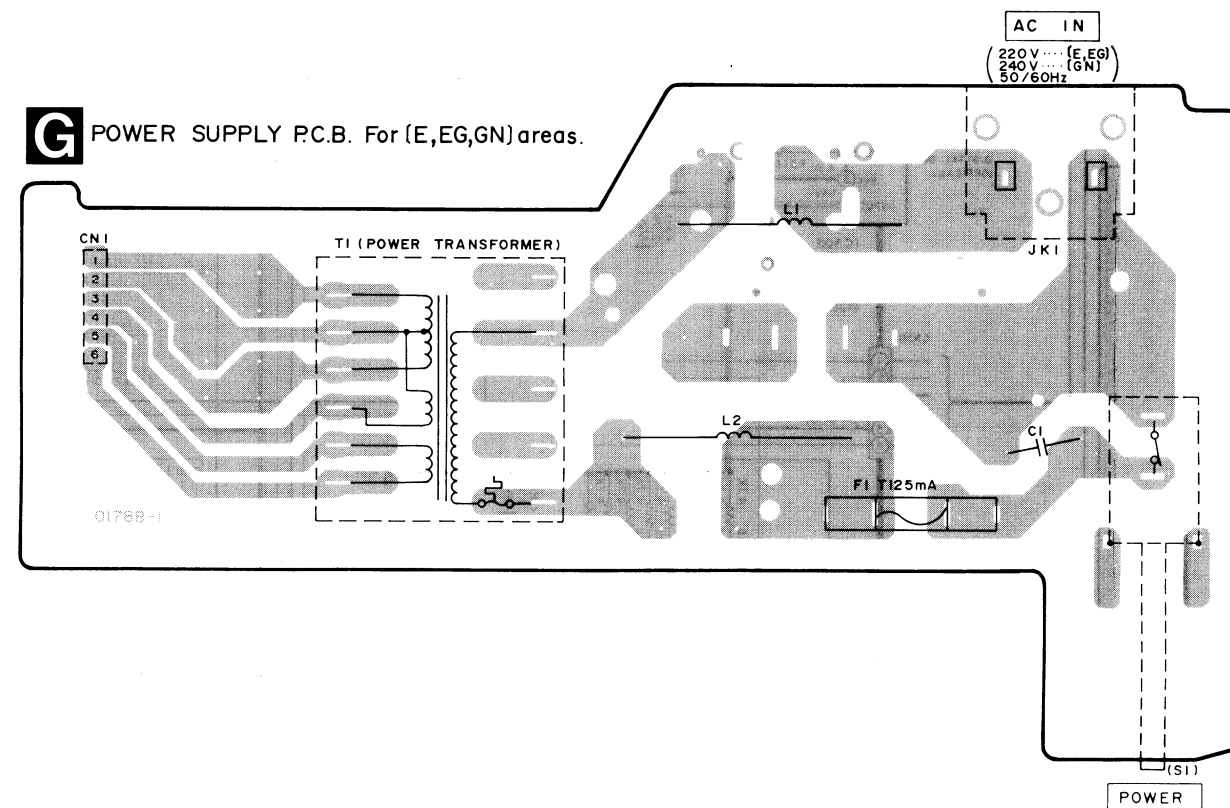 AC IN
(220V····[E,EG]
240V····[GN]
50/60Hz)
G POWER SUPPLY P.C.B. For [E,EG,GN] areas.
CN1
1
2
3
4
5
6
T1 (POWER TRANSFORMER)
L1
JK1
L2
C1
F1 T125mA
01788-1
(S1)
POWER